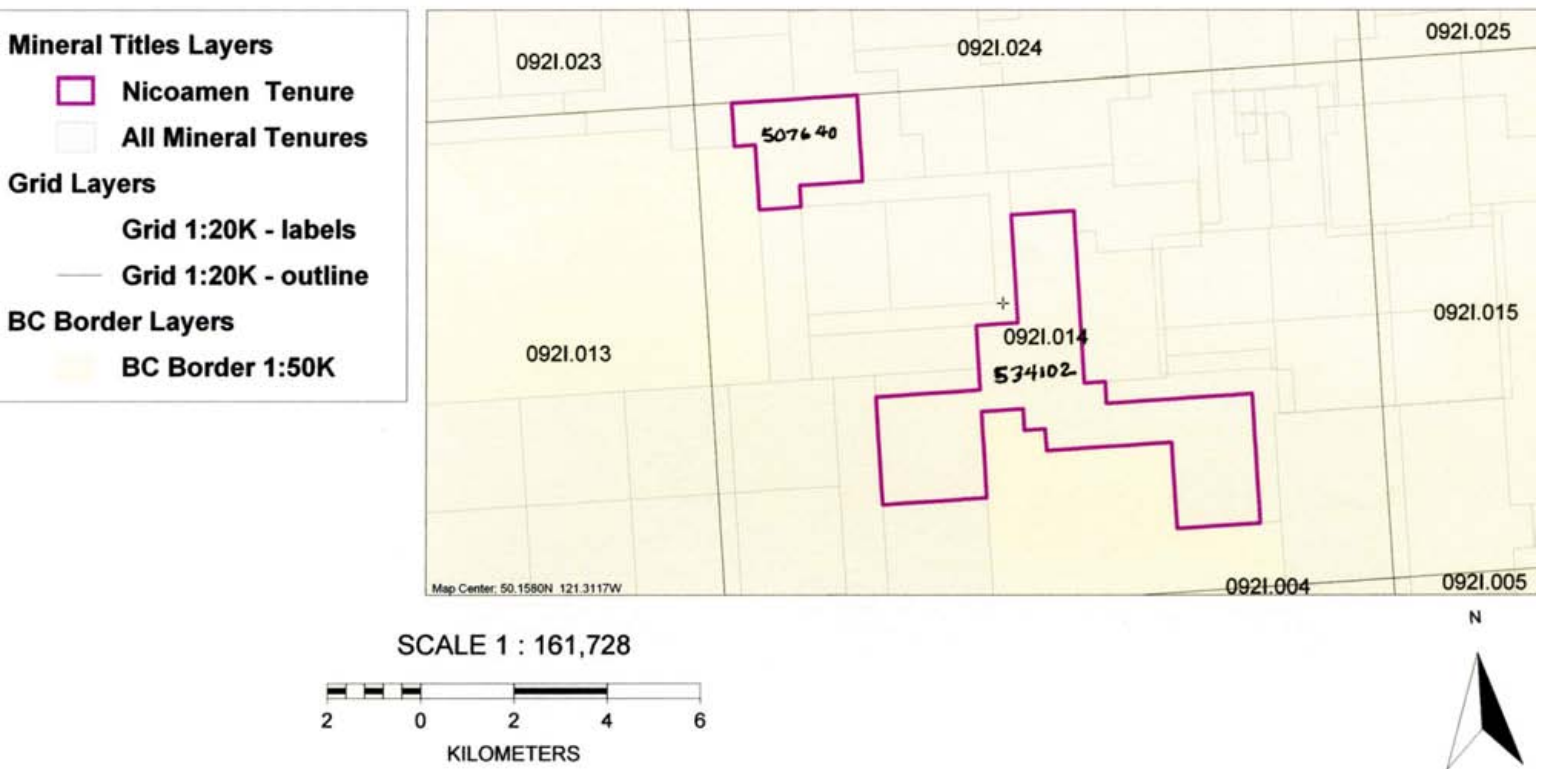 Mineral Titles Layers
Nicoamen Tenure
All Mineral Tenures
Grid Layers
Grid 1:20K - labels
Grid 1:20K - outline
BC Border Layers
BC Border 1:50K
092I.023
092I.024
092I.025
507640
092I.013
092I.014
092I.015
534102
092I.004
092I.005
Map Center: 50.1580N 121.3117W
SCALE 1 : 161,728
2 0 2 4 6
KILOMETERS
N